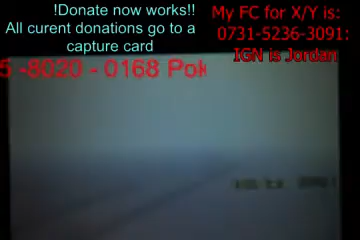 !Donate now works!!
All curent donations go to a
capture card
My FC for X/Y is:
0731-5236-3091:
IGN is Jordan
5 -8020 - 0168 Pok